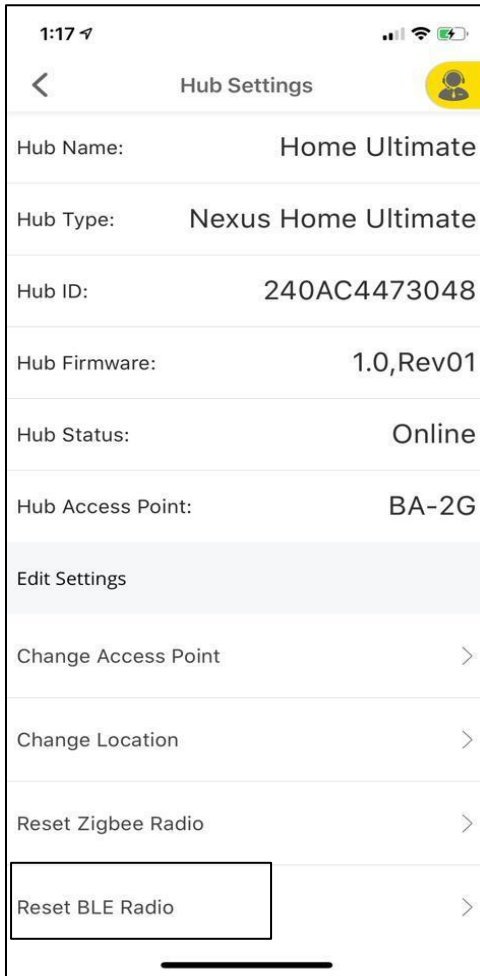 1:17
Hub Settings
Hub Name: Home Ultimate
Hub Type: Nexus Home Ultimate
Hub ID: 240AC4473048
Hub Firmware: 1.0,Rev01
Hub Status: Online
Hub Access Point: BA-2G
Edit Settings
Change Access Point
Change Location
Reset Zigbee Radio
Reset BLE Radio